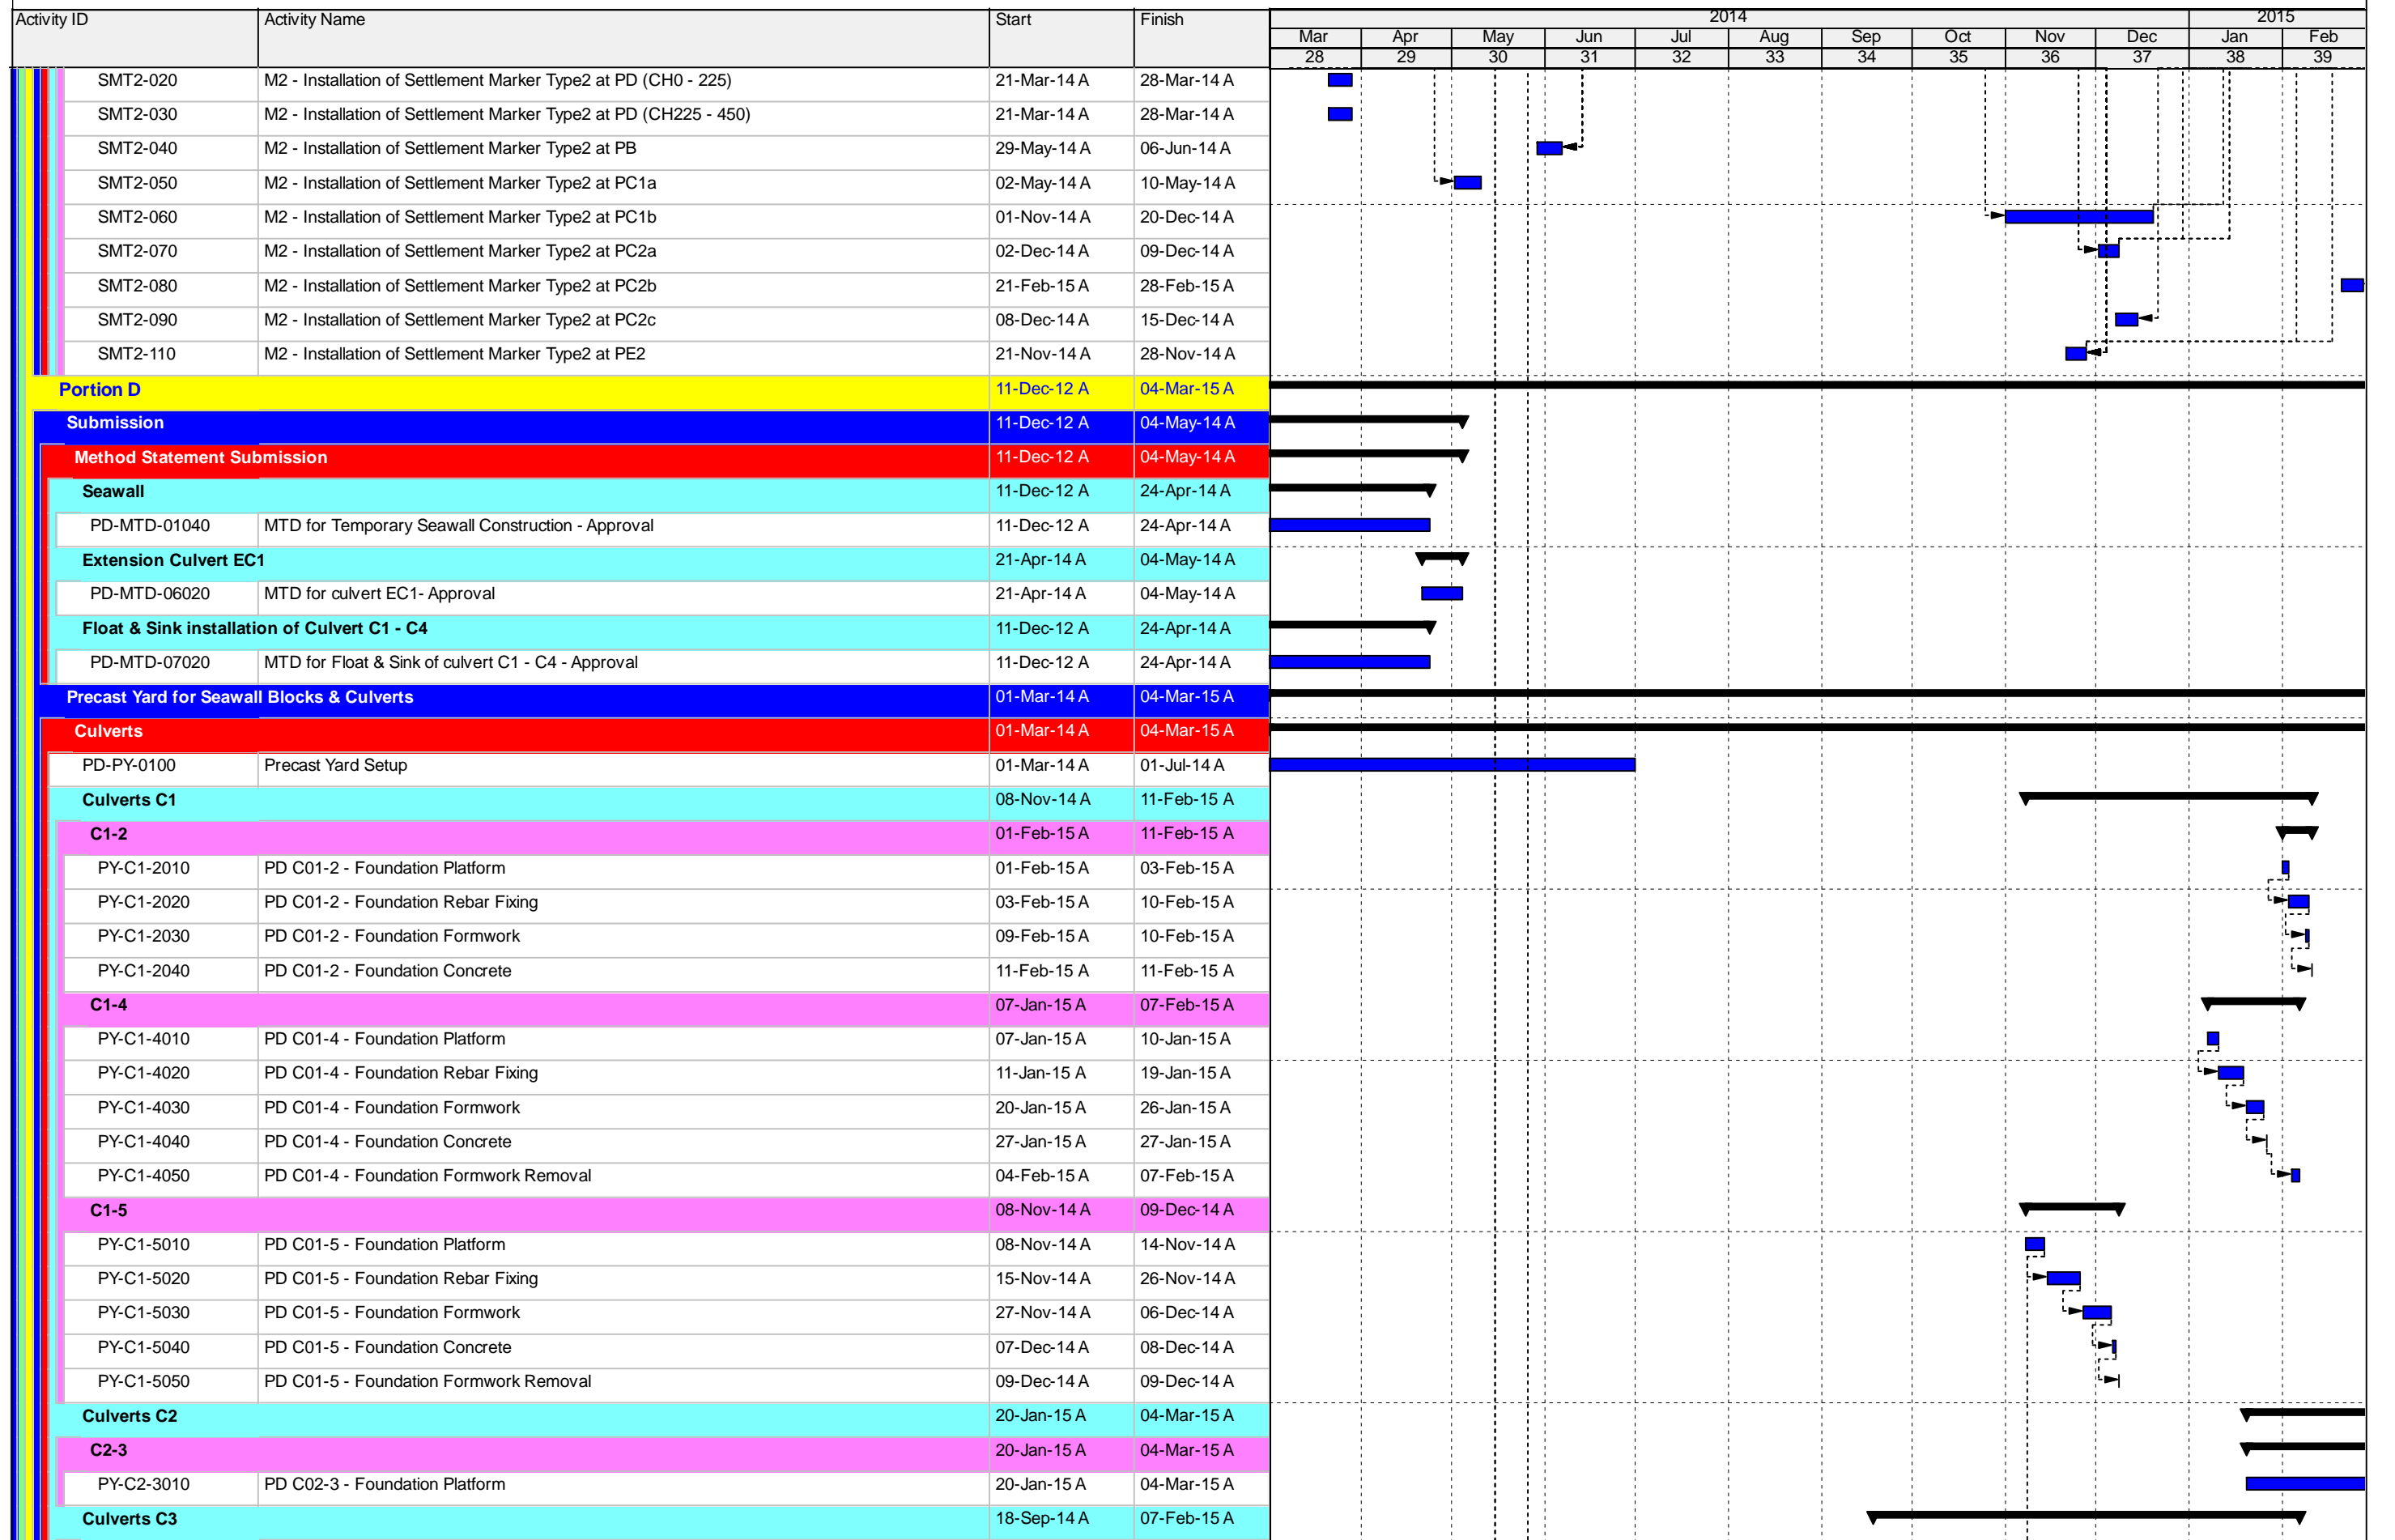 Activity ID Activity Name Start Finish 2014 2015
Mar Apr May Jun Jul Aug Sep Oct Nov Dec Jan Feb
28 29 30 31 32 33 34 35 36 37 38 39
SMT2-020 M2 - Installation of Settlement Marker Type2 at PD (CH0 - 225) 21-Mar-14 A 28-Mar-14 A
SMT2-030 M2 - Installation of Settlement Marker Type2 at PD (CH225 - 450) 21-Mar-14 A 28-Mar-14 A
SMT2-040 M2 - Installation of Settlement Marker Type2 at PB 29-May-14 A 06-Jun-14 A
SMT2-050 M2 - Installation of Settlement Marker Type2 at PC1a 02-May-14 A 10-May-14 A
SMT2-060 M2 - Installation of Settlement Marker Type2 at PC1b 01-Nov-14 A 20-Dec-14 A
SMT2-070 M2 - Installation of Settlement Marker Type2 at PC2a 02-Dec-14 A 09-Dec-14 A
SMT2-080 M2 - Installation of Settlement Marker Type2 at PC2b 21-Feb-15 A 28-Feb-15 A
SMT2-090 M2 - Installation of Settlement Marker Type2 at PC2c 08-Dec-14 A 15-Dec-14 A
SMT2-110 M2 - Installation of Settlement Marker Type2 at PE2 21-Nov-14 A 28-Nov-14 A
Portion D 11-Dec-12 A 04-Mar-15 A
Submission 11-Dec-12 A 04-May-14 A
Method Statement Submission 11-Dec-12 A 04-May-14 A
Seawall 11-Dec-12 A 24-Apr-14 A
PD-MTD-01040 MTD for Temporary Seawall Construction - Approval 11-Dec-12 A 24-Apr-14 A
Extension Culvert EC1 21-Apr-14 A 04-May-14 A
PD-MTD-06020 MTD for culvert EC1- Approval 21-Apr-14 A 04-May-14 A
Float & Sink installation of Culvert C1 - C4 11-Dec-12 A 24-Apr-14 A
PD-MTD-07020 MTD for Float & Sink of culvert C1 - C4 - Approval 11-Dec-12 A 24-Apr-14 A
Precast Yard for Seawall Blocks & Culverts 01-Mar-14 A 04-Mar-15 A
Culverts 01-Mar-14 A 04-Mar-15 A
PD-PY-0100 Precast Yard Setup 01-Mar-14 A 01-Jul-14 A
Culverts C1 08-Nov-14 A 11-Feb-15 A
C1-2 01-Feb-15 A 11-Feb-15 A
PY-C1-2010 PD C01-2 - Foundation Platform 01-Feb-15 A 03-Feb-15 A
PY-C1-2020 PD C01-2 - Foundation Rebar Fixing 03-Feb-15 A 10-Feb-15 A
PY-C1-2030 PD C01-2 - Foundation Formwork 09-Feb-15 A 10-Feb-15 A
PY-C1-2040 PD C01-2 - Foundation Concrete 11-Feb-15 A 11-Feb-15 A
C1-4 07-Jan-15 A 07-Feb-15 A
PY-C1-4010 PD C01-4 - Foundation Platform 07-Jan-15 A 10-Jan-15 A
PY-C1-4020 PD C01-4 - Foundation Rebar Fixing 11-Jan-15 A 19-Jan-15 A
PY-C1-4030 PD C01-4 - Foundation Formwork 20-Jan-15 A 26-Jan-15 A
PY-C1-4040 PD C01-4 - Foundation Concrete 27-Jan-15 A 27-Jan-15 A
PY-C1-4050 PD C01-4 - Foundation Formwork Removal 04-Feb-15 A 07-Feb-15 A
C1-5 08-Nov-14 A 09-Dec-14 A
PY-C1-5010 PD C01-5 - Foundation Platform 08-Nov-14 A 14-Nov-14 A
PY-C1-5020 PD C01-5 - Foundation Rebar Fixing 15-Nov-14 A 26-Nov-14 A
PY-C1-5030 PD C01-5 - Foundation Formwork 27-Nov-14 A 06-Dec-14 A
PY-C1-5040 PD C01-5 - Foundation Concrete 07-Dec-14 A 08-Dec-14 A
PY-C1-5050 PD C01-5 - Foundation Formwork Removal 09-Dec-14 A 09-Dec-14 A
Culverts C2 20-Jan-15 A 04-Mar-15 A
C2-3 20-Jan-15 A 04-Mar-15 A
PY-C2-3010 PD C02-3 - Foundation Platform 20-Jan-15 A 04-Mar-15 A
Culverts C3 18-Sep-14 A 07-Feb-15 A